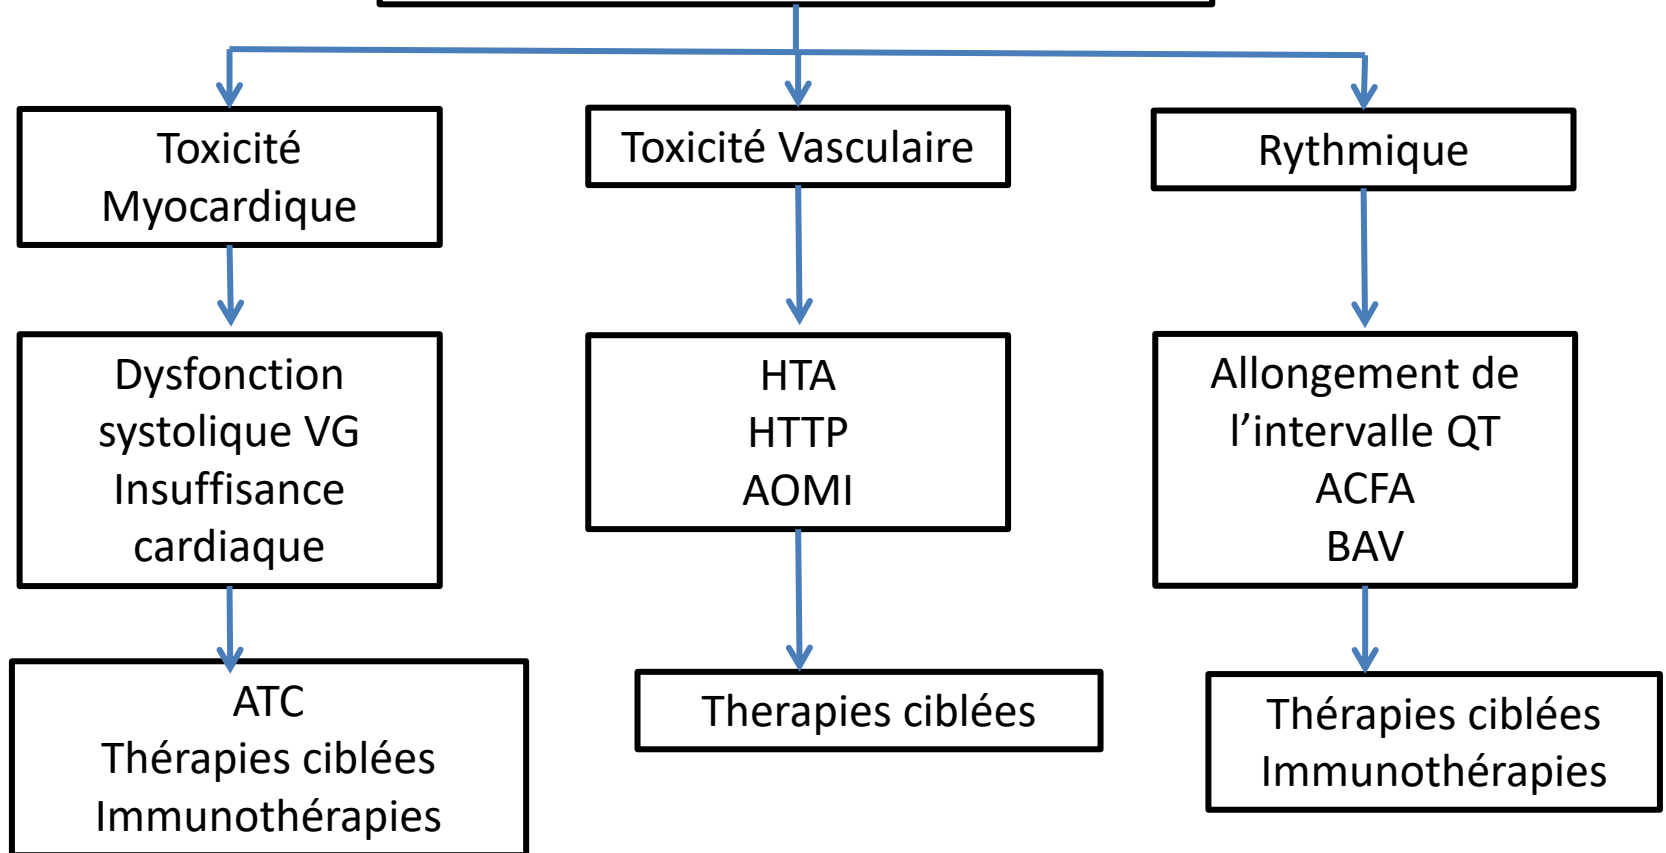 Toxicité
Myocardique
Toxicité Vasculaire
Rythmique
Dysfonction
systolique VG
Insuffisance
cardiaque
HTA
HTTP
AOMI
Allongement de
l’intervalle QT
ACFA
BAV
ATC
Thérapies ciblées
Immunothérapies
Therapies ciblées
Thérapies ciblées
Immunothérapies